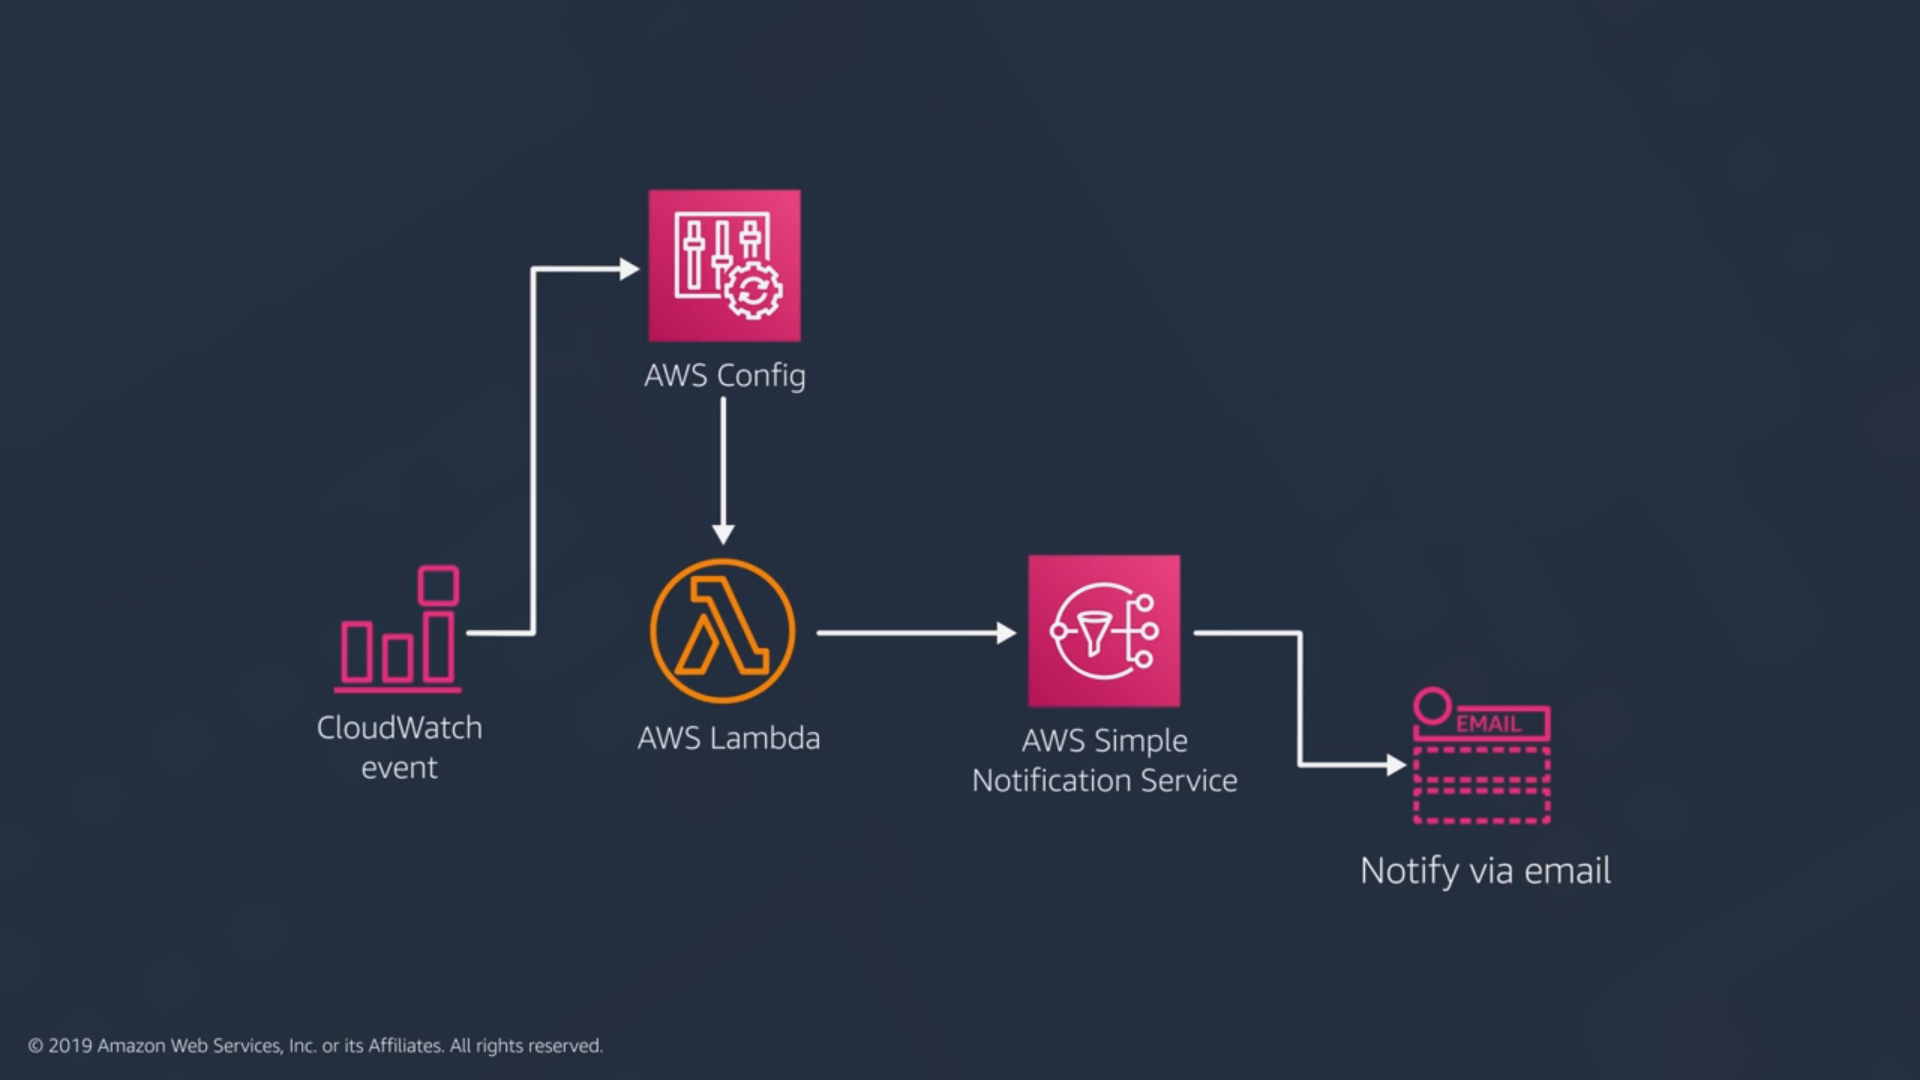 AWS Config
CloudWatch
event
AWS Lambda
AWS Simple
Notification Service
EMAIL
Notify via email
© 2019 Amazon Web Services, Inc. or its Affiliates. All rights reserved.